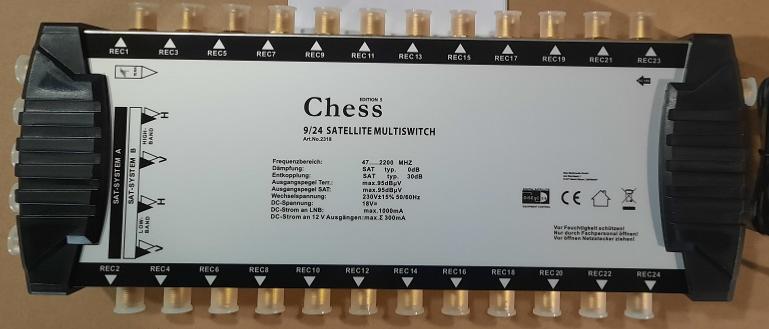 REC1 REC3 REC5 REC7 REC9 REC11 REC13 REC15 REC17 REC19 REC21 REC23
EDITION 3
Chess
9/24 SATELLITEMULTISWITCH
Art.No.2318
SAT-SYSTEM A
SAT-SYSTEM B
HIGH-BAND
LOW-BAND
H
V
H
V
Frequenzbereich: 47.....2200 MHZ
Dämpfung: SAT typ. 0dB
Entkopplung: SAT typ. 30dB
Ausgangspegel Terr.: max.95dBµV
Ausgangspegel SAT: max.95dBµV
Wechselspannung: 230V±15% 50/60Hz
DC-Spannung: 18V=
DC-Strom an LNB: max.1000mA
DC-Strom an 12 V Ausgängen:max.Σ 300mA
CE
Vor Feuchtigkeit schützen!
Nur durch Fachpersonal öffnen!
Vor öffnen Netzstecker ziehen!
REC2 REC4 REC6 REC8 REC10 REC12 REC14 REC16 REC18 REC20 REC22 REC24